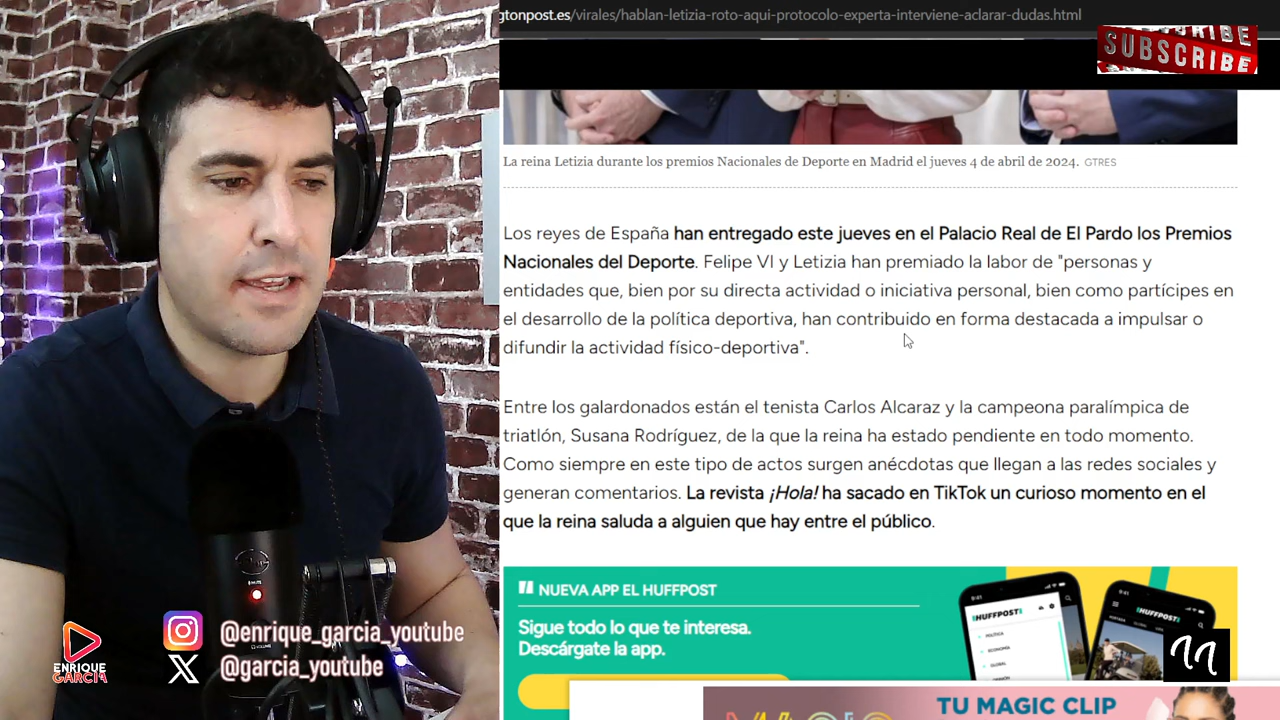 gtonpost.es/virales/hablan-letizia-roto-aqui-protocolo-experta-interviene-aclarar-dudas.html
SUBSCRIBE
La reina Letizia durante los premios Nacionales de Deporte en Madrid el jueves 4 de abril de 2024. GTRES
Los reyes de España han entregado este jueves en el Palacio Real de El Pardo los Premios
Nacionales del Deporte. Felipe VI y Letizia han premiado la labor de "personas y
entidades que, bien por su directa actividad o iniciativa personal, bien como partícipes en
el desarrollo de la política deportiva, han contribuido en forma destacada a impulsar o
difundir la actividad físico-deportiva".
Entre los galardonados están el tenista Carlos Alcaraz y la campeona paralímpica de
triatlón, Susana Rodríguez, de la que la reina ha estado pendiente en todo momento.
Como siempre en este tipo de actos surgen anécdotas que llegan a las redes sociales y
generan comentarios. La revista ¡Hola! ha sacado en TikTok un curioso momento en el
que la reina saluda a alguien que hay entre el público.
NUEVA APP EL HUFFPOST
Sigue todo lo que te interesa.
Descárgate la app.
HUFFPOST
HUFFPOST
TU MAGIC CLIP
ENRIQUE
GARCIA
@enrique_garcia_youtube
@garcia_youtube